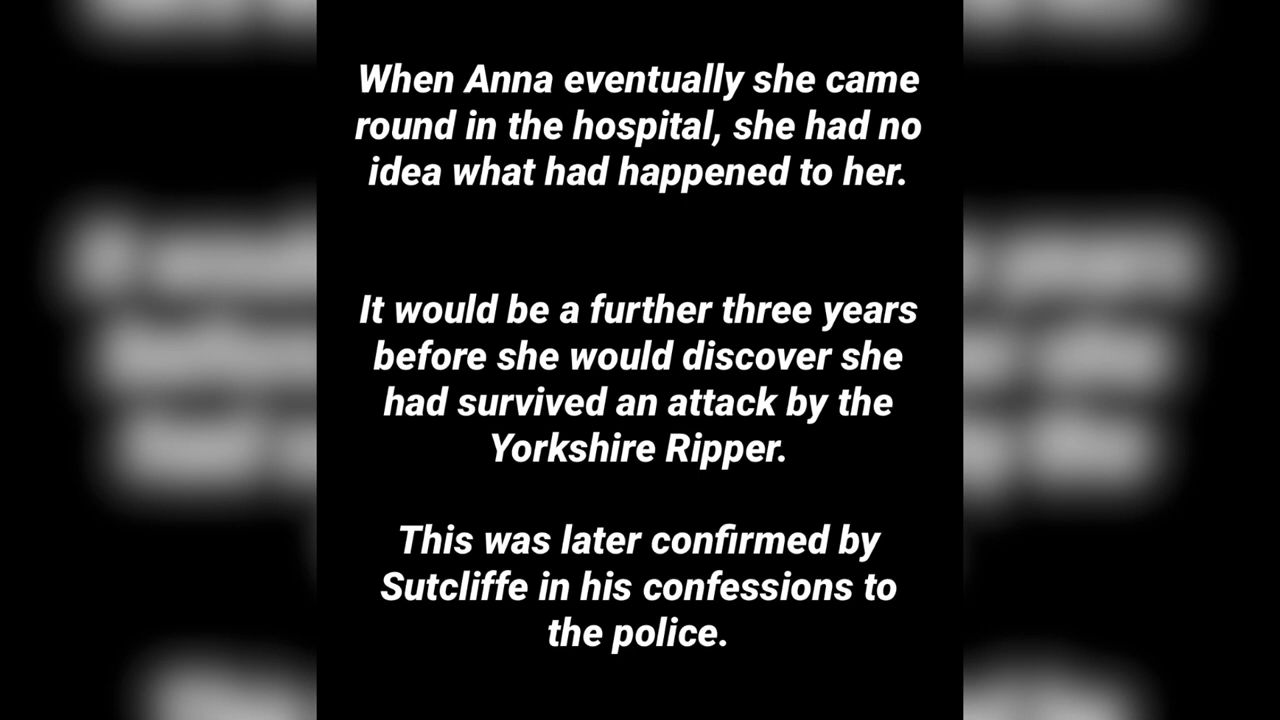 When Anna eventually she came
round in the hospital, she had no
idea what had happened to her.
It would be a further three years
before she would discover she
had survived an attack by the
Yorkshire Ripper.
This was later confirmed by
Sutcliffe in his confessions to
the police.